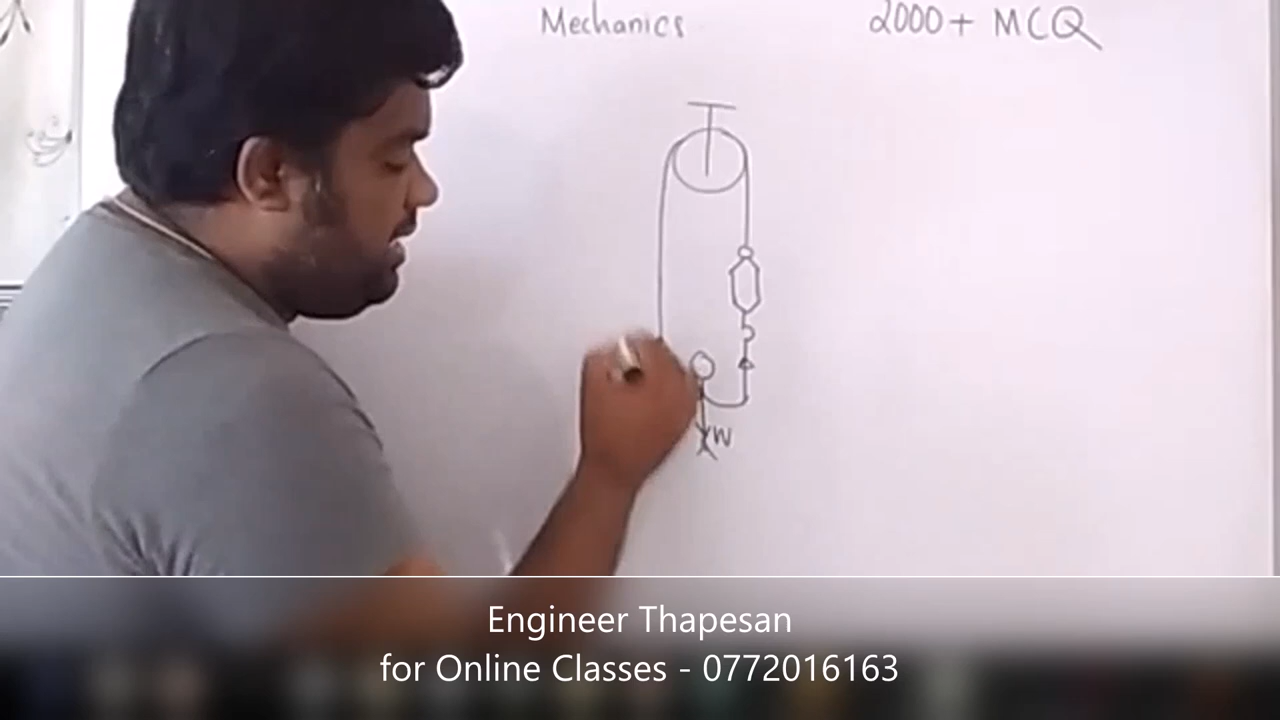 Mechanics 2000+ MCQ
W
Engineer Thapesan
for Online Classes - 0772016163